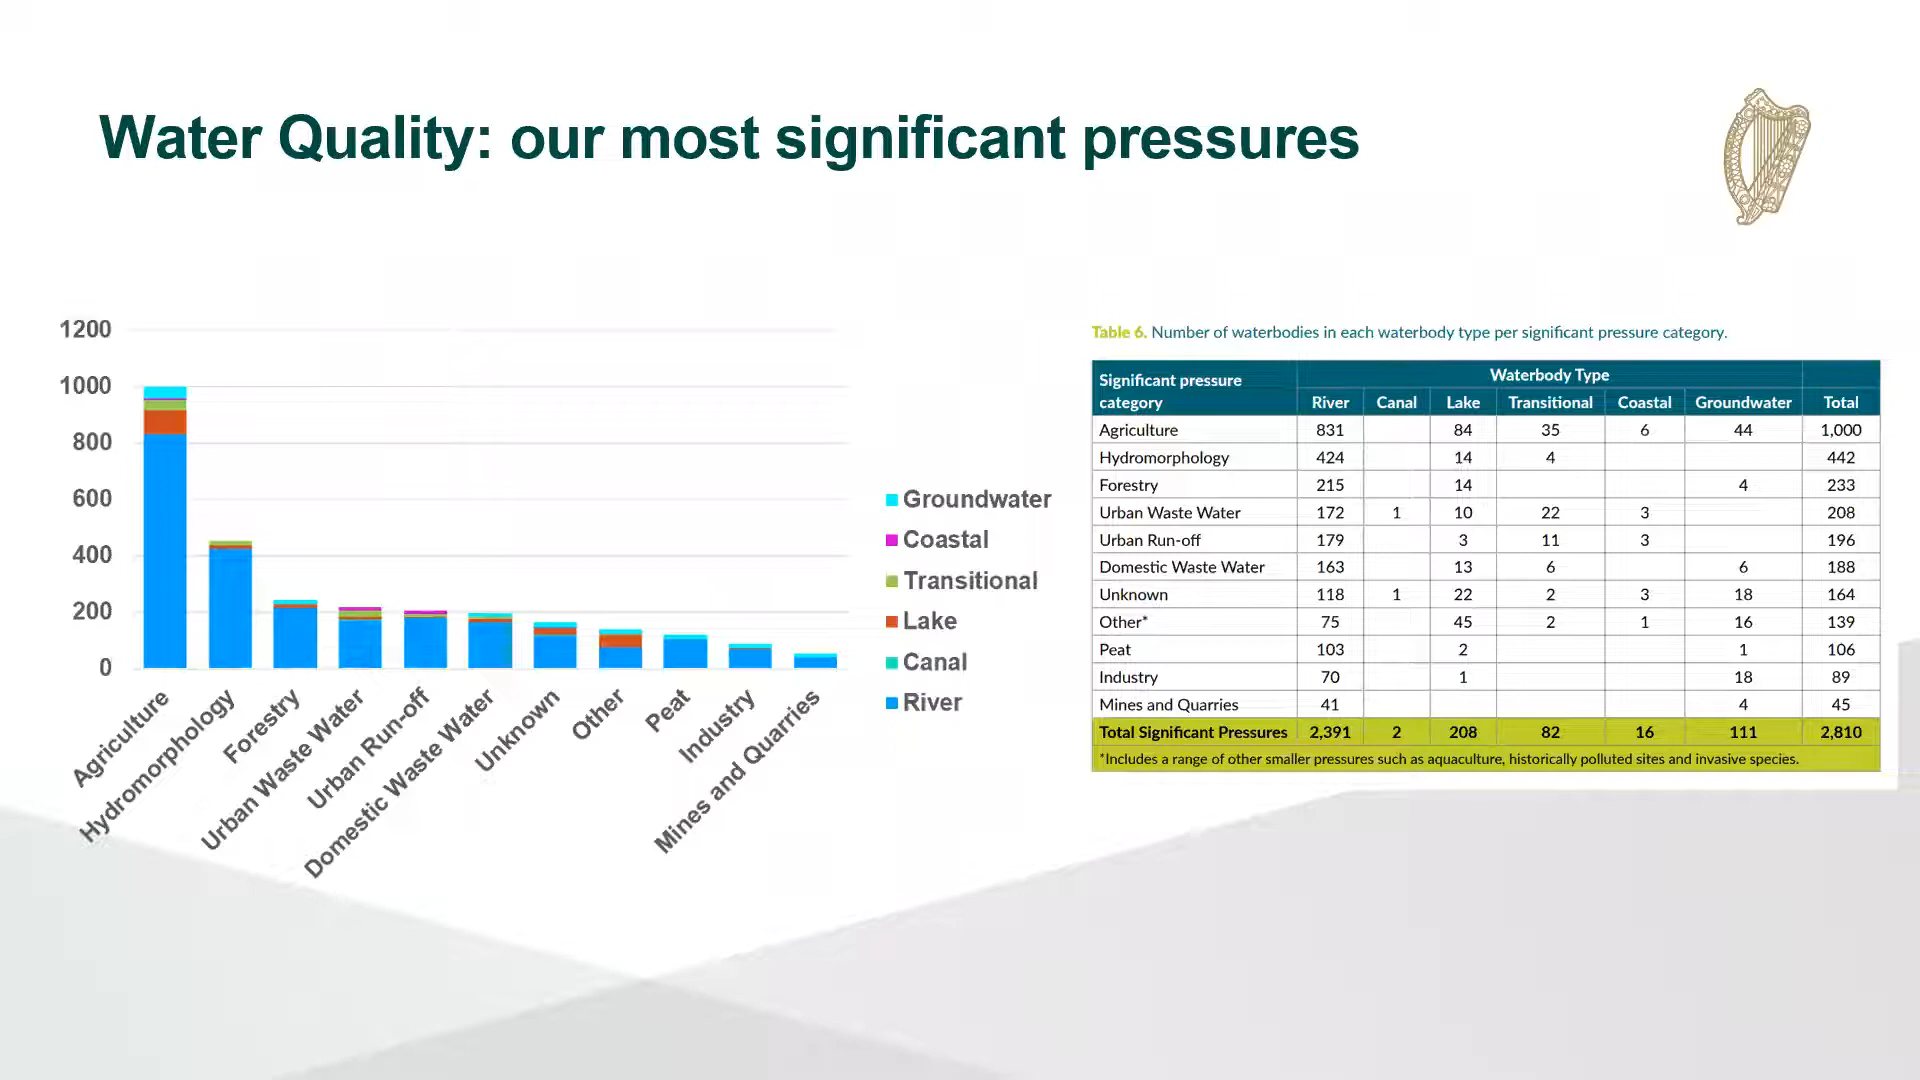 Water Quality: our most significant pressures
1200
1000
800
600
400
200
0
Agriculture
Hydromorphology
Forestry
Urban Waste Water
Urban Run-off
Domestic Waste Water
Unknown
Other
Peat
Industry
Mines and Quarries
Groundwater
Coastal
Transitional
Lake
Canal
River
Table 6. Number of waterbodies in each waterbody type per significant pressure category.
Significant pressure category Waterbody Type
River Canal Lake Transitional Coastal Groundwater Total
Agriculture 831 84 35 6 44 1,000
Hydromorphology 424 14 4 442
Forestry 215 14 4 233
Urban Waste Water 172 1 10 22 3 208
Urban Run-off 179 3 11 3 196
Domestic Waste Water 163 13 6 6 188
Unknown 118 1 22 2 3 18 164
Other* 75 45 2 1 16 139
Peat 103 2 1 106
Industry 70 1 18 89
Mines and Quarries 41 4 45
Total Significant Pressures 2,391 2 208 82 16 111 2,810
*Includes a range of other smaller pressures such as aquaculture, historically polluted sites and invasive species.